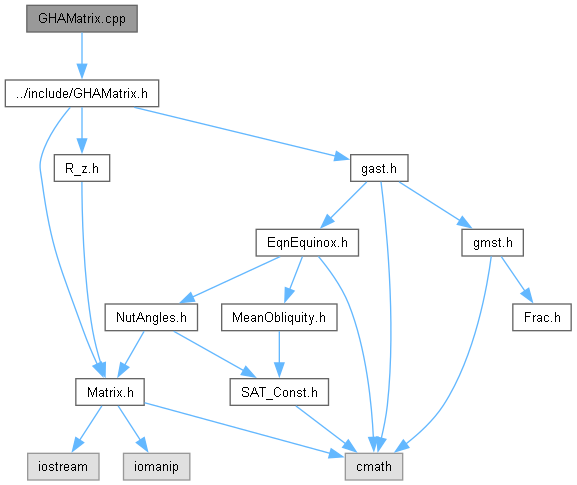 GHAMatrix.cpp
../include/GHAMatrix.h
R_z.h
gast.h
EqnEquinox.h
gmst.h
NutAngles.h
MeanObliquity.h
Frac.h
Matrix.h
SAT_Const.h
iostream
iomanip
cmath